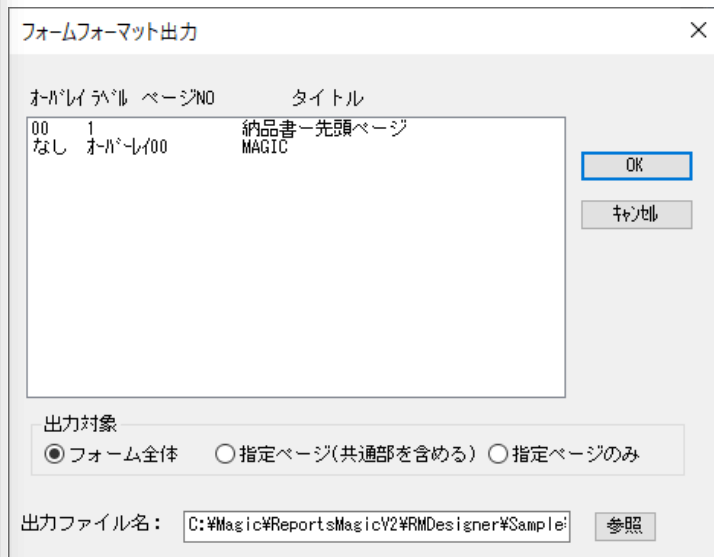 フォームフォーマット出力
ｵｰﾊﾞﾚｲ ﾗﾍﾞﾙ ページNO タイトル
00 1 納品書ー先頭ページ
なし ｵｰﾊﾞｰﾚｲ00 MAGIC
OK
ｷｬﾝｾﾙ
出力対象
フォーム全体 指定ページ(共通部を含める) 指定ページのみ
出力ファイル名： C:¥Magic¥ReportsMagicV2¥RMDesigner¥Sample¥ 参照